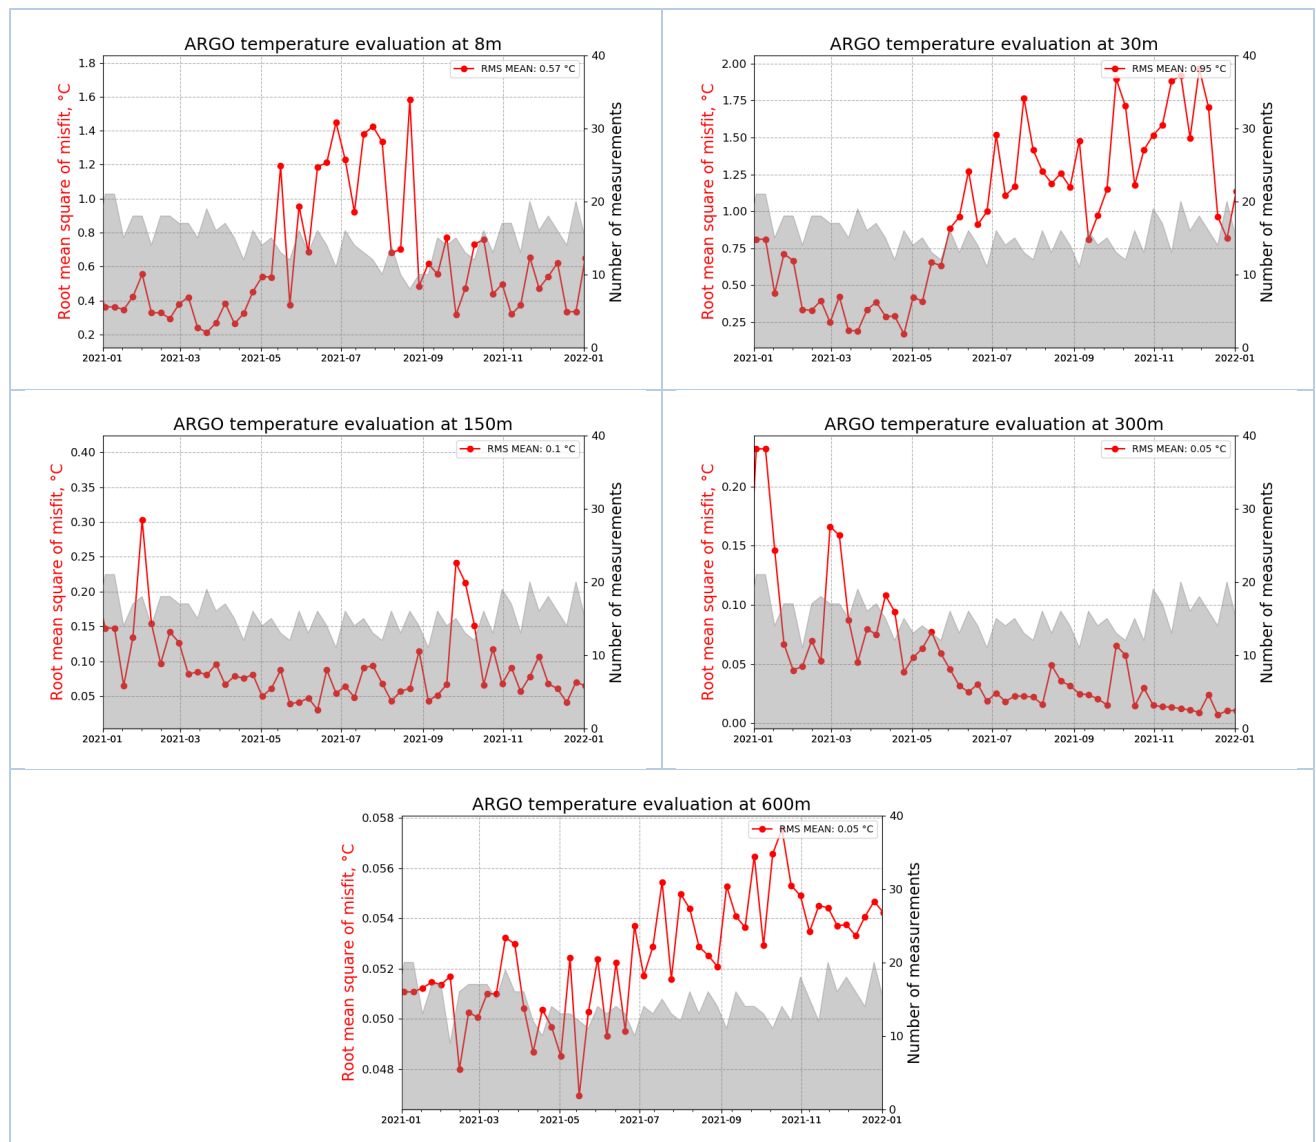 ARGO temperature evaluation at 8m
Root mean square of misfit, °C
1.8
1.6
1.4
1.2
1.0
0.8
0.6
0.4
0.2
RMS MEAN: 0.57 °C
40
30
20
10
0
Number of measurements
2021-01 2021-03 2021-05 2021-07 2021-09 2021-11 2022-01
ARGO temperature evaluation at 30m
Root mean square of misfit, °C
2.00
1.75
1.50
1.25
1.00
0.75
0.50
0.25
RMS MEAN: 0.95 °C
40
30
20
10
0
Number of measurements
2021-01 2021-03 2021-05 2021-07 2021-09 2021-11 2022-01
ARGO temperature evaluation at 150m
Root mean square of misfit, °C
0.40
0.35
0.30
0.25
0.20
0.15
0.10
0.05
RMS MEAN: 0.1 °C
40
30
20
10
0
Number of measurements
2021-01 2021-03 2021-05 2021-07 2021-09 2021-11 2022-01
ARGO temperature evaluation at 300m
Root mean square of misfit, °C
0.20
0.15
0.10
0.05
0.00
RMS MEAN: 0.05 °C
40
30
20
10
0
Number of measurements
2021-01 2021-03 2021-05 2021-07 2021-09 2021-11 2022-01
ARGO temperature evaluation at 600m
Root mean square of misfit, °C
0.058
0.056
0.054
0.052
0.050
0.048
RMS MEAN: 0.05 °C
40
30
20
10
0
Number of measurements
2021-01 2021-03 2021-05 2021-07 2021-09 2021-11 2022-01